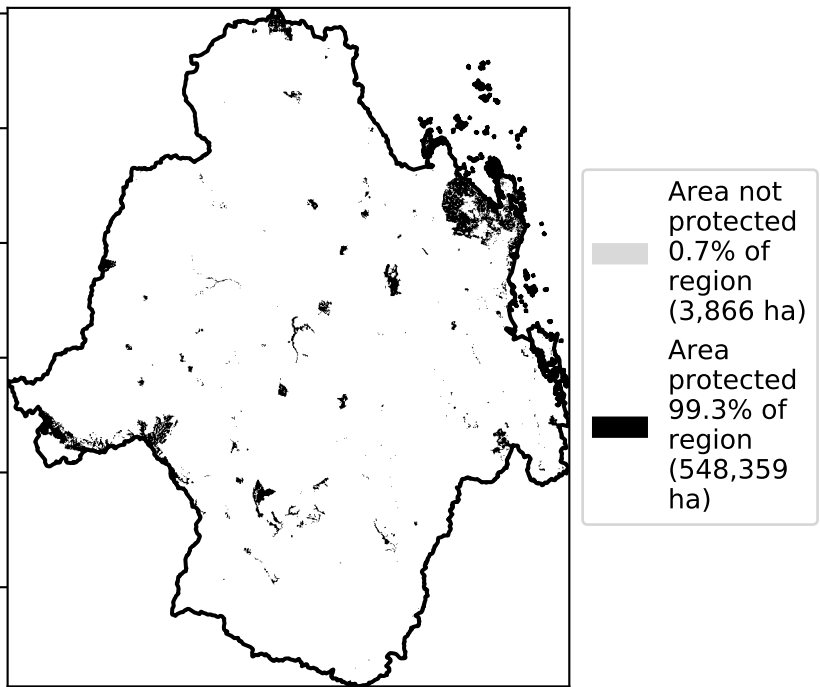 Area not
protected
0.7% of
region
(3,866 ha)
Area
protected
99.3% of
region
(548,359
ha)